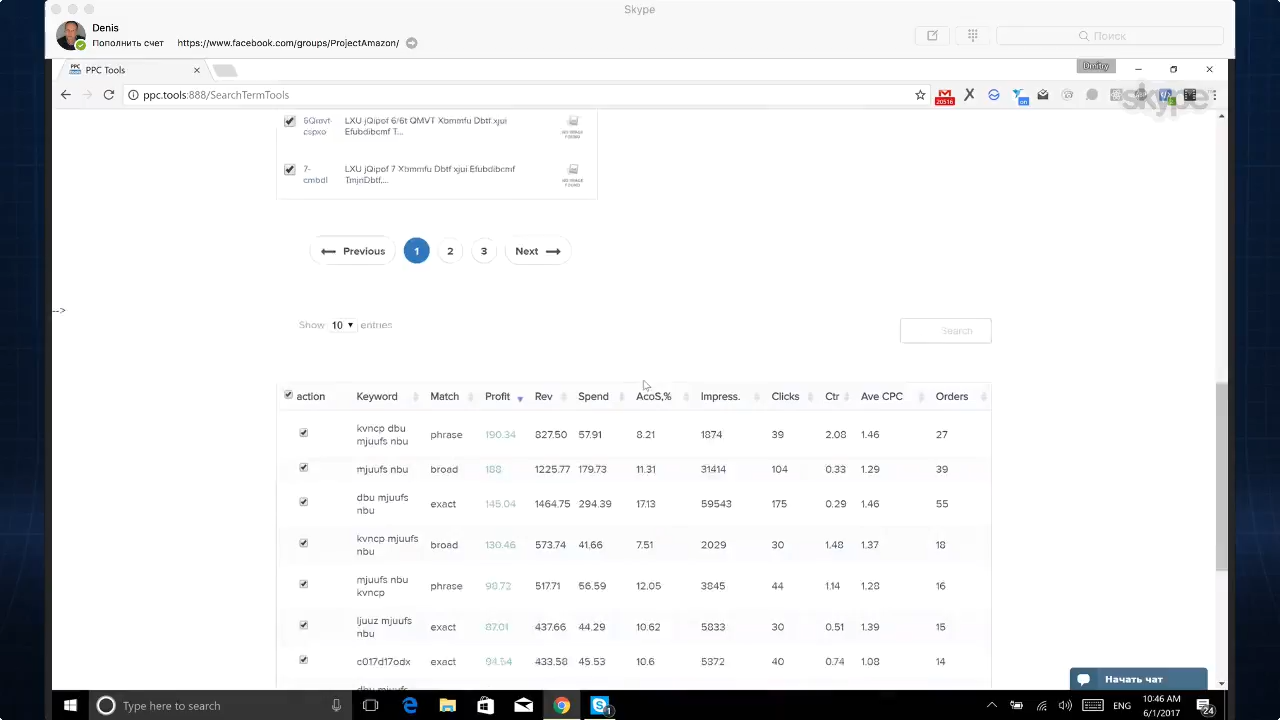 Skype
Denis
Пополнить счет https://www.facebook.com/groups/ProjectAmazon/
Поиск
PPC Tools
Dmitry
ppc.tools:888/SearchTermTools
20516
on
skype
LXU jQipof 6/6t QMVT Xbmmfu Dbtf xjui
Efubdibcmf T...
7-
cmbdl
LXU jQipof 7 Xbmmfu Dbtf xjui Efubdibcmf
Previous 1 2 3 Next
-->
Show 10 entries
Search
action Keyword Match Profit Rev Spend AcoS,% Impress. Clicks Ctr Ave CPC Orders
kvncp dbu
mjuufs nbu
phrase 190.34 827.50 57.91 8.21 1874 39 2.08 1.46 27
mjuufs nbu broad 188 1225.77 179.73 11.31 31414 104 0.33 1.29 39
dbu mjuufs
nbu
exact 145.04 1464.75 294.39 17.13 59543 175 0.29 1.46 55
kvncp mjuufs
nbu
broad 130.46 573.74 41.66 7.51 2029 30 1.48 1.37 18
mjuufs nbu
kvncp
phrase 98.72 517.71 56.59 12.05 3845 44 1.14 1.28 16
ljuuz mjuufs
nbu
exact 87.01 437.66 44.29 10.62 5833 30 0.51 1.39 15
c017d17odx exact 433.58 45.53 10.6 5372 40 0.74 1.08 14
Начать чат
Type here to search
1
ENG
10:46 AM
6/1/2017
24